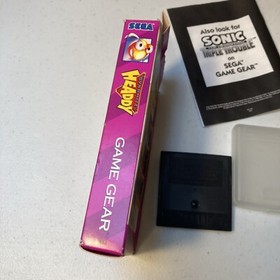 SEGA
HEADDY
GAME GEAR
Also look for
SONIC
TRIPLE TROUBLE
on
SEGA
GAME GEAR